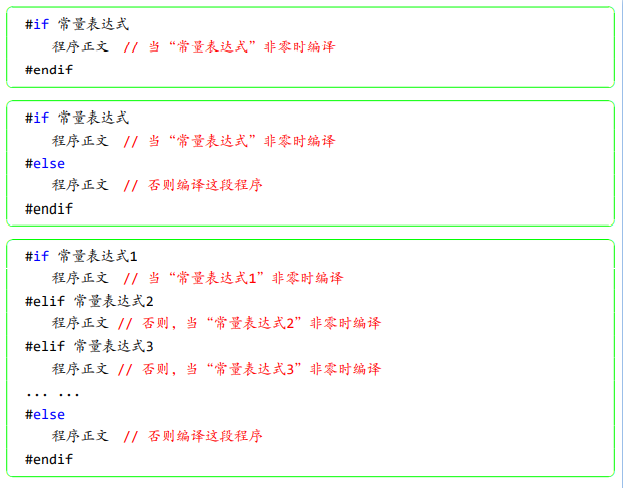 #if 常量表达式
程序正文 // 当“常量表达式”非零时编译
#endif
#if 常量表达式
程序正文 // 当“常量表达式”非零时编译
#else
程序正文 // 否则编译这段程序
#endif
#if 常量表达式1
程序正文 // 当“常量表达式1”非零时编译
#elif 常量表达式2
程序正文 // 否则，当“常量表达式2”非零时编译
#elif 常量表达式3
程序正文 // 否则，当“常量表达式3”非零时编译
... ...
#else
程序正文 // 否则编译这段程序
#endif